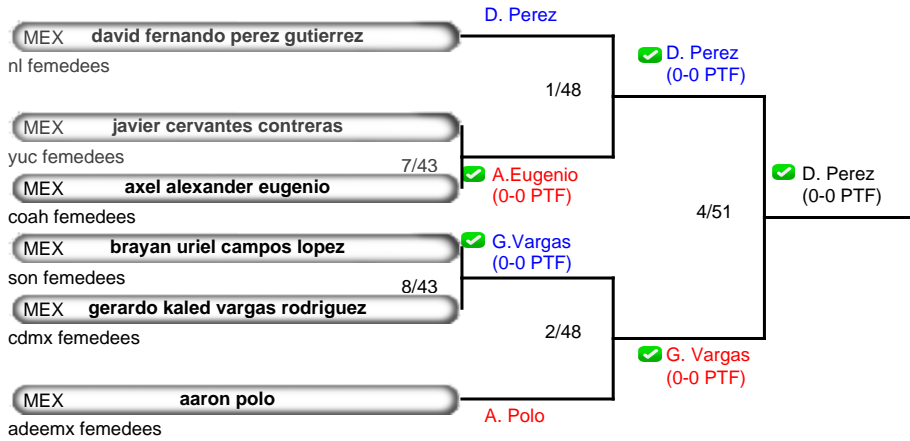 D. Perez
MEX david fernando perez gutierrez
nl femedees
D. Perez
(0-0 PTF)
1/48
MEX javier cervantes contreras
yuc femedees
7/43
MEX axel alexander eugenio
coah femedees
A.Eugenio
(0-0 PTF)
D. Perez
(0-0 PTF)
4/51
MEX brayan uriel campos lopez
son femedees
G.Vargas
(0-0 PTF)
8/43
MEX gerardo kaled vargas rodriguez
cdmx femedees
2/48
G. Vargas
(0-0 PTF)
MEX aaron polo
adeemx femedees
A. Polo